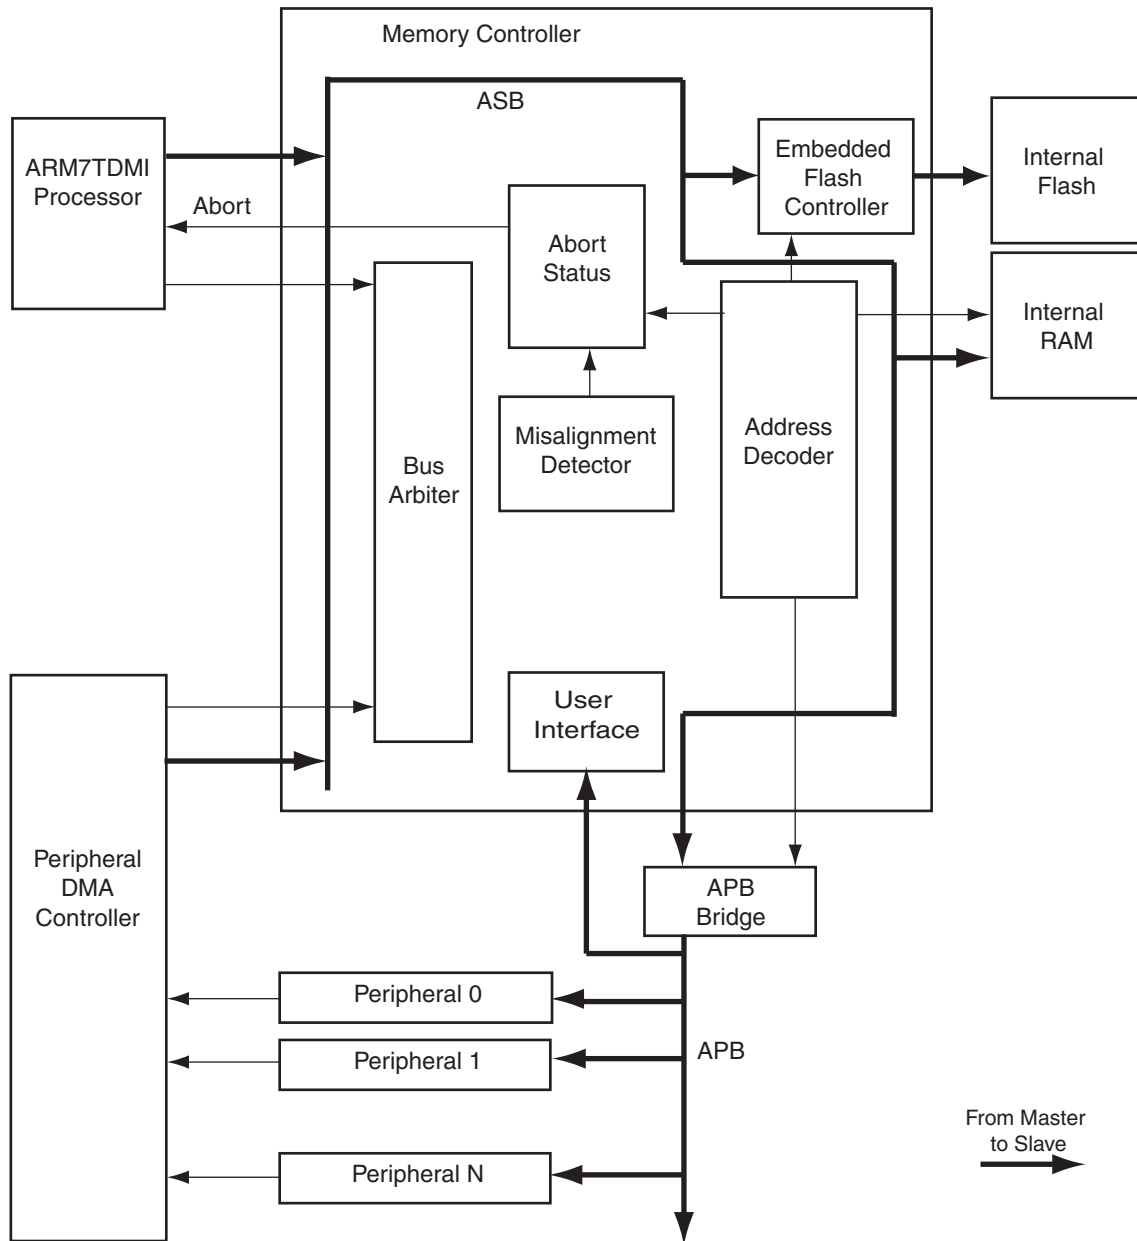 Memory Controller
ASB
ARM7TDMI
Processor
Abort
Embedded
Flash
Controller
Internal
Flash
Abort
Status
Internal
RAM
Misalignment
Detector
Address
Decoder
Bus
Arbiter
User
Interface
Peripheral
DMA
Controller
APB
Bridge
Peripheral 0
Peripheral 1
APB
Peripheral N
From Master
to Slave